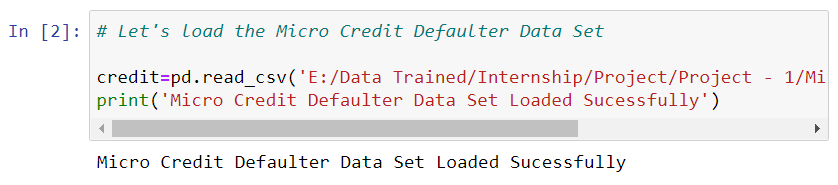 In [2]: # Let's load the Micro Credit Defaulter Data Set
credit=pd.read_csv('E:/Data Trained/Internship/Project/Project - 1/Mi
print('Micro Credit Defaulter Data Set Loaded Sucessfully')
Micro Credit Defaulter Data Set Loaded Sucessfully